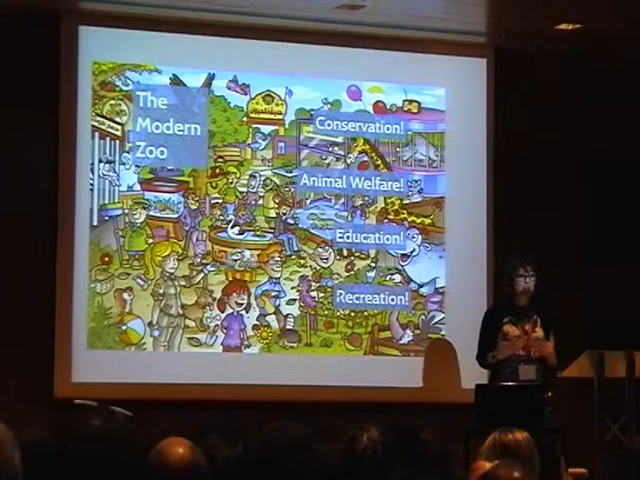 The
Modern
Zoo
Conservation!
Animal Welfare!
Education!
Recreation!